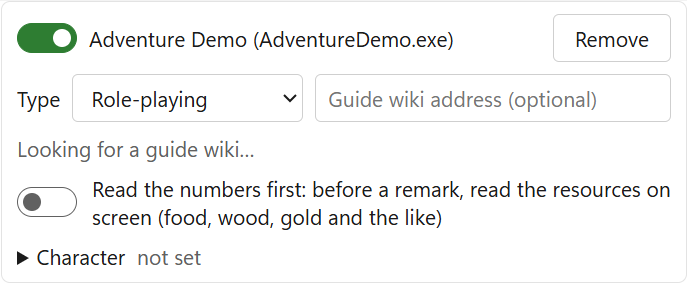 Adventure Demo (AdventureDemo.exe) Remove
Type Role-playing Guide wiki address (optional)
Looking for a guide wiki...
Read the numbers first: before a remark, read the resources on
screen (food, wood, gold and the like)
Character not set